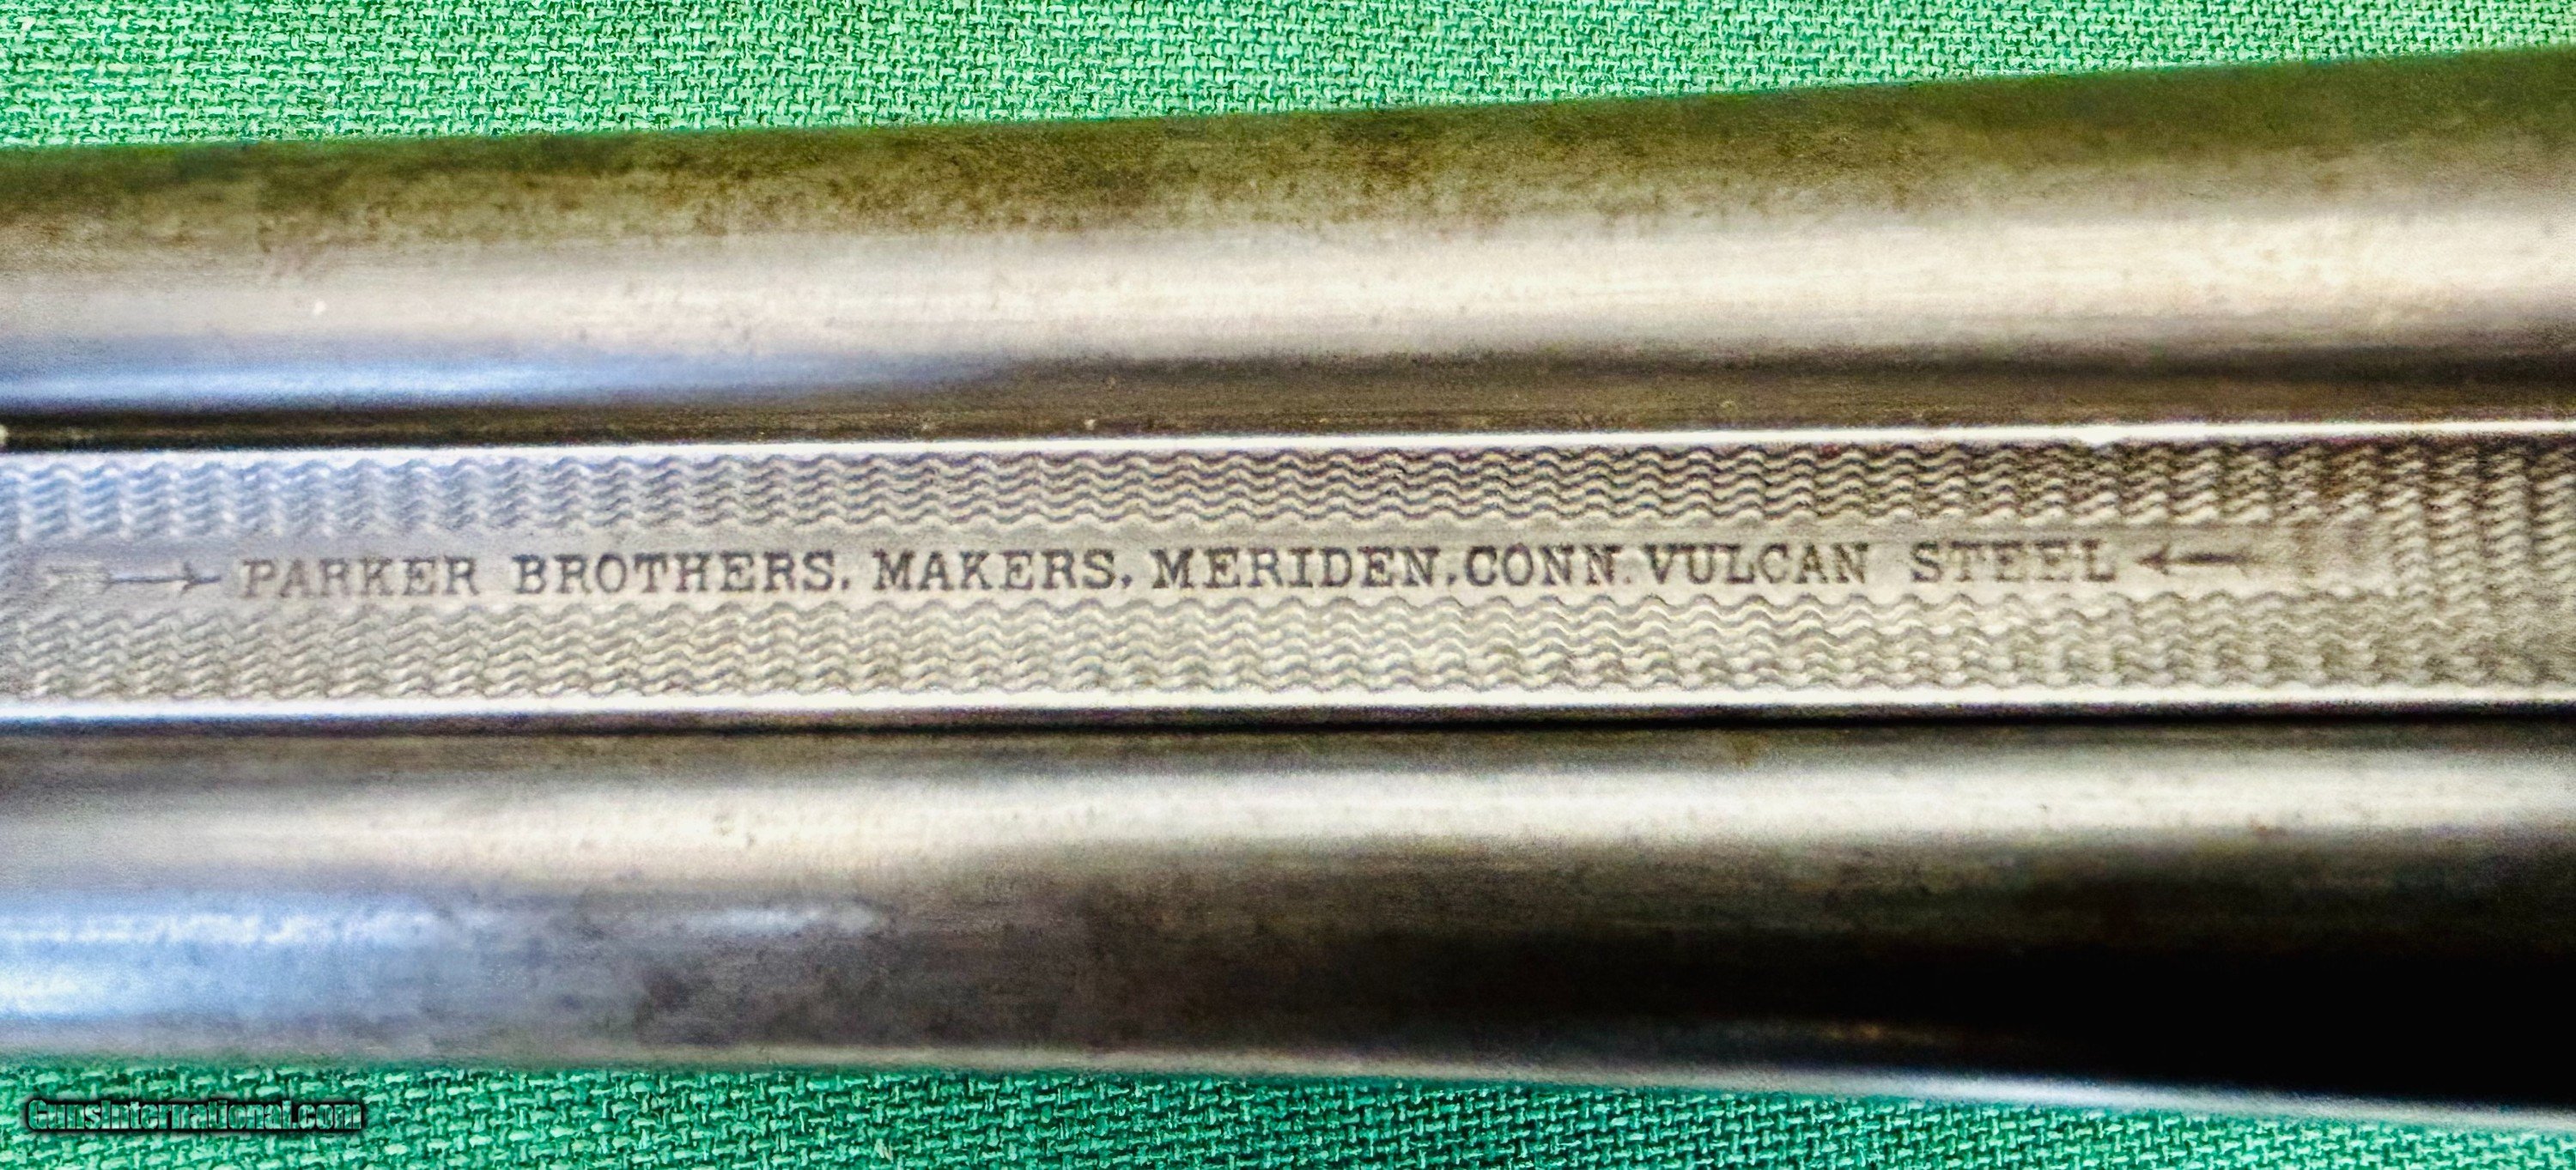 PARKER BROTHERS. MAKERS. MERIDEN.CONN.VULCAN STEEL
GunsInternational.com